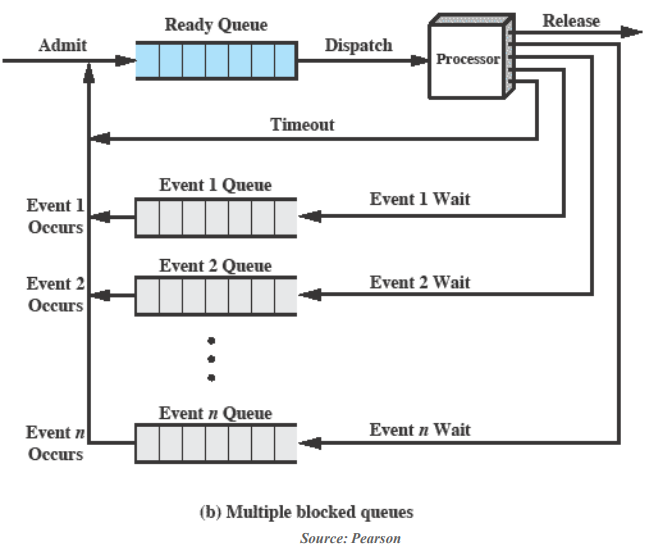 Release
Ready Queue
Admit
Dispatch
Processor
Timeout
Event 1 Queue
Event 1 Wait
Event 1
Occurs
Event 2 Queue
Event 2 Wait
Event 2
Occurs
Event n Queue
Event n Wait
Event n
Occurs
(b) Multiple blocked queues
Source: Pearson